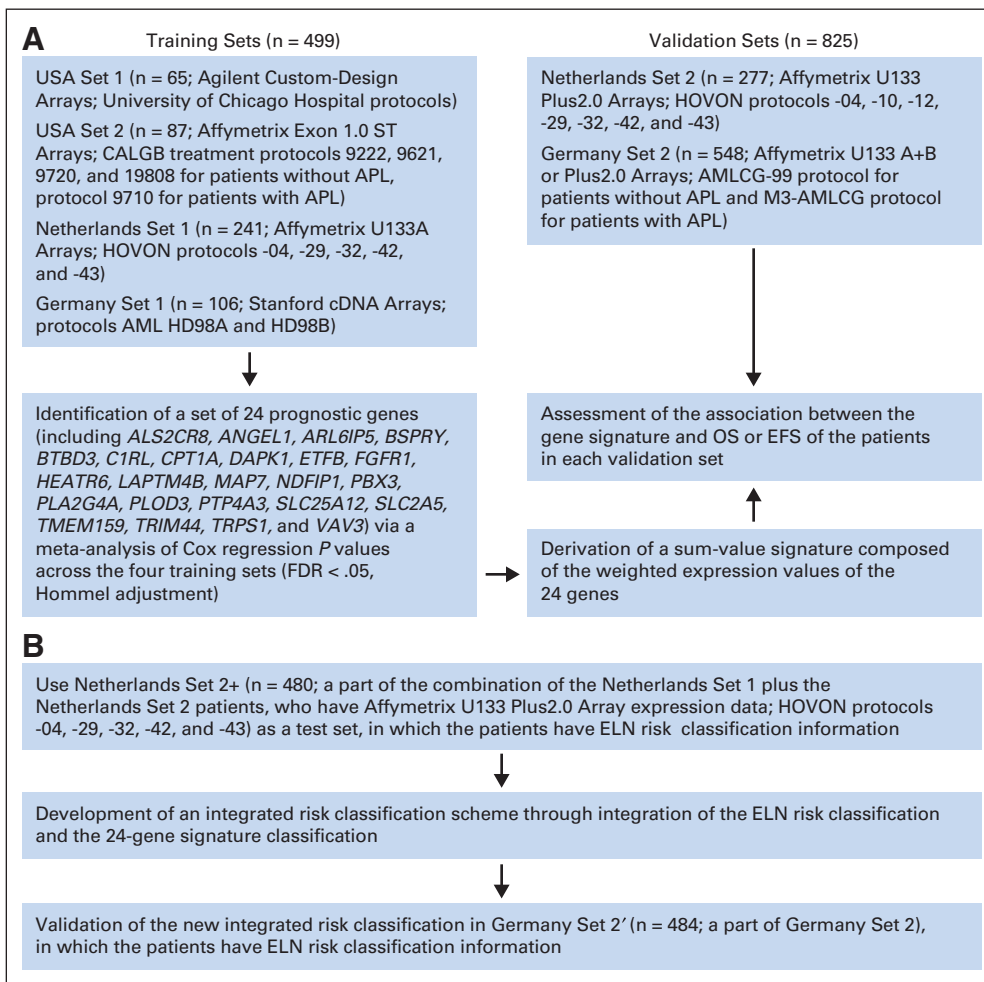 A
Training Sets (n = 499)
USA Set 1 (n = 65; Agilent Custom-Design
Arrays; University of Chicago Hospital protocols)
USA Set 2 (n = 87; Affymetrix Exon 1.0 ST
Arrays; CALGB treatment protocols 9222, 9621,
9720, and 19808 for patients without APL,
protocol 9710 for patients with APL)
Netherlands Set 1 (n = 241; Affymetrix U133A
Arrays; HOVON protocols -04, -29, -32, -42,
and -43)
Germany Set 1 (n = 106; Stanford cDNA Arrays;
protocols AML HD98A and HD98B)
Validation Sets (n = 825)
Netherlands Set 2 (n = 277; Affymetrix U133
Plus2.0 Arrays; HOVON protocols -04, -10, -12,
-29, -32, -42, and -43)
Germany Set 2 (n = 548; Affymetrix U133 A+B
or Plus2.0 Arrays; AMLCG-99 protocol for
patients without APL and M3-AMLCG protocol
for patients with APL)
Identification of a set of 24 prognostic genes
(including ALS2CR8, ANGEL1, ARL6IP5, BSPRY,
BTBD3, C1RL, CPT1A, DAPK1, ETFB, FGFR1,
HEATR6, LAPTM4B, MAP7, NDFIP1, PBX3,
PLA2G4A, PLOD3, PTP4A3, SLC25A12, SLC2A5,
TMEM159, TRIM44, TRPS1, and VAV3) via a
meta-analysis of Cox regression P values
across the four training sets (FDR < .05,
Hommel adjustment)
Assessment of the association between the
gene signature and OS or EFS of the patients
in each validation set
Derivation of a sum-value signature composed
of the weighted expression values of the
24 genes
B
Use Netherlands Set 2+ (n = 480; a part of the combination of the Netherlands Set 1 plus the
Netherlands Set 2 patients, who have Affymetrix U133 Plus2.0 Array expression data; HOVON protocols
-04, -29, -32, -42, and -43) as a test set, in which the patients have ELN risk classification information
Development of an integrated risk classification scheme through integration of the ELN risk classification
and the 24-gene signature classification
Validation of the new integrated risk classification in Germany Set 2′ (n = 484; a part of Germany Set 2),
in which the patients have ELN risk classification information